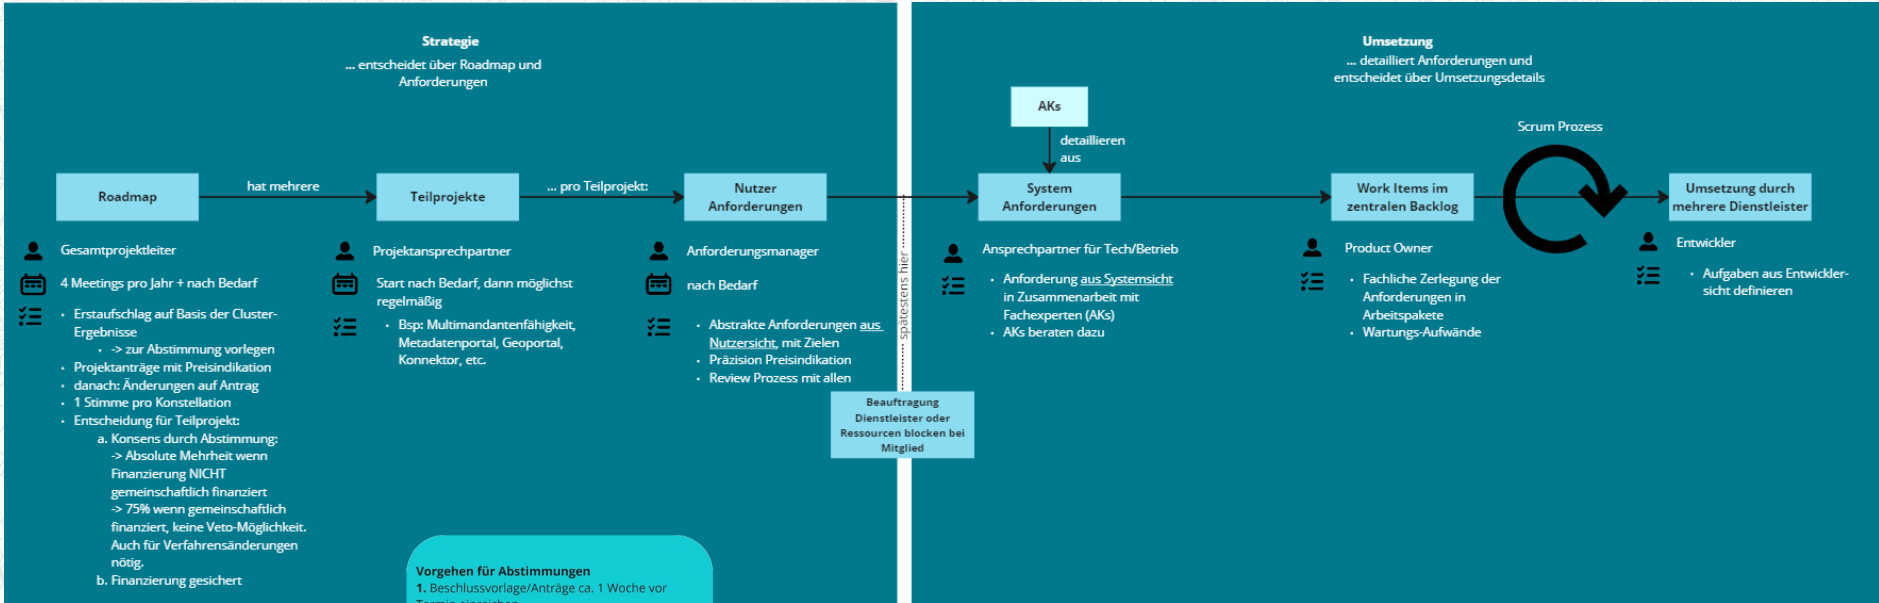 Strategie
... entscheidet über Roadmap und
Anforderungen
Roadmap
hat mehrere
Teilprojekte
... pro Teilprojekt:
Nutzer
Anforderungen
Gesamtprojektleiter
4 Meetings pro Jahr + nach Bedarf
• Erstaufschlag auf Basis der Cluster-
Ergebnisse
• -> zur Abstimmung vorlegen
• Projektanträge mit Preisindikation
• danach: Änderungen auf Antrag
• 1 Stimme pro Konstellation
• Entscheidung für Teilprojekt:
a. Konsens durch Abstimmung:
-> Absolute Mehrheit wenn
Finanzierung NICHT
gemeinschaftlich finanziert
-> 75% wenn gemeinschaftlich
finanziert, keine Veto-Möglichkeit.
Auch für Verfahrensänderungen
nötig.
b. Finanzierung gesichert
Projektansprechpartner
Start nach Bedarf, dann möglichst
regelmäßig
• Bsp: Multimandantenfähigkeit,
Metadatenportal, Geoportal,
Konnektor, etc.
Anforderungsmanager
nach Bedarf
• Abstrakte Anforderungen aus
Nutzersicht, mit Zielen
• Präzision Preisindikation
• Review Prozess mit allen
Vorgehen für Abstimmungen
1. Beschlussvorlage/Anträge ca. 1 Woche vor
Termin einreichen
spätestens hier
Beauftragung
Dienstleister oder
Ressourcen blocken bei
Mitglied
Umsetzung
... detailliert Anforderungen und
entscheidet über Umsetzungsdetails
AKs
detaillieren
aus
System
Anforderungen
Work Items im
zentralen Backlog
Scrum Prozess
Umsetzung durch
mehrere Dienstleister
Ansprechpartner für Tech/Betrieb
• Anforderung aus Systemsicht
in Zusammenarbeit mit
Fachexperten (AKs)
• AKs beraten dazu
Product Owner
• Fachliche Zerlegung der
Anforderungen in
Arbeitspakete
• Wartungs-Aufwände
Entwickler
• Aufgaben aus Entwickler-
sicht definieren